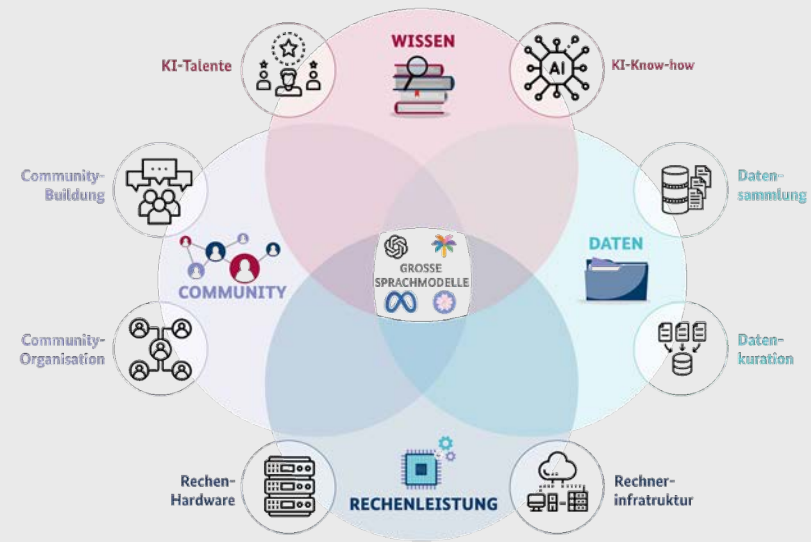 WISSEN
KI-Talente
AI
KI-Know-how
Community-
Building
Daten-
sammlung
DATEN
GROSSE
SPRACHMODELLE
COMMUNITY
Community-
Organisation
Daten-
kuration
Rechen-
Hardware
RECHENLEISTUNG
Rechner-
infratruktur